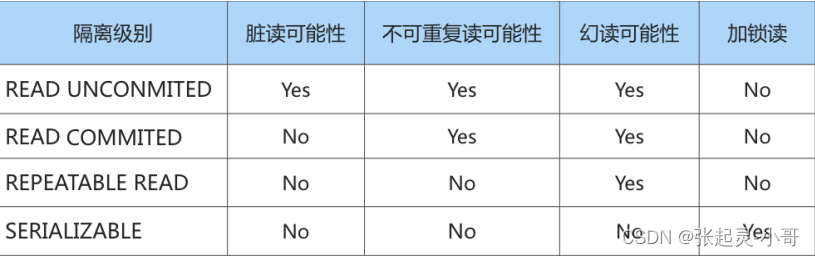 隔离级别 脏读可能性 不可重复读可能性 幻读可能性 加锁读
READ UNCONMITED Yes Yes Yes No
READ COMMITED No Yes Yes No
REPEATABLE READ No No Yes No
SERIALIZABLE No No No Yes
CSDN @张起灵-小哥